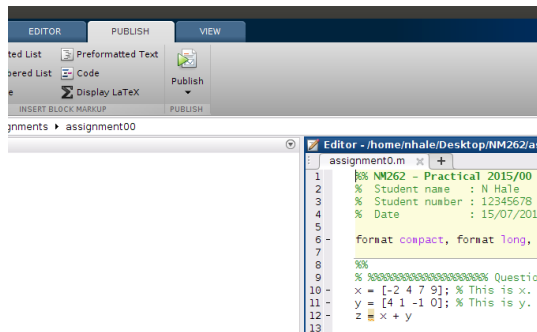 EDITOR PUBLISH VIEW
ted List Preformatted Text
bered List Code
e Display LaTeX
Publish
INSERT BLOCK MARKUP PUBLISH
gnments ▸ assignment00
Editor - /home/nhale/Desktop/NM262/as
assignment0.m × +
1 %% NM262 - Practical 2015/00
2 % Student name : N Hale
3 % Student number : 12345678
4 % Date : 15/07/201
5
6 - format compact, format long,
7
8 %%
9 % %%%%%%%%%%%%%%%%%%% Questio
10 - x = [-2 4 7 9]; % This is x.
11 - y = [4 1 -1 0]; % This is y.
12 - z = x + y
13